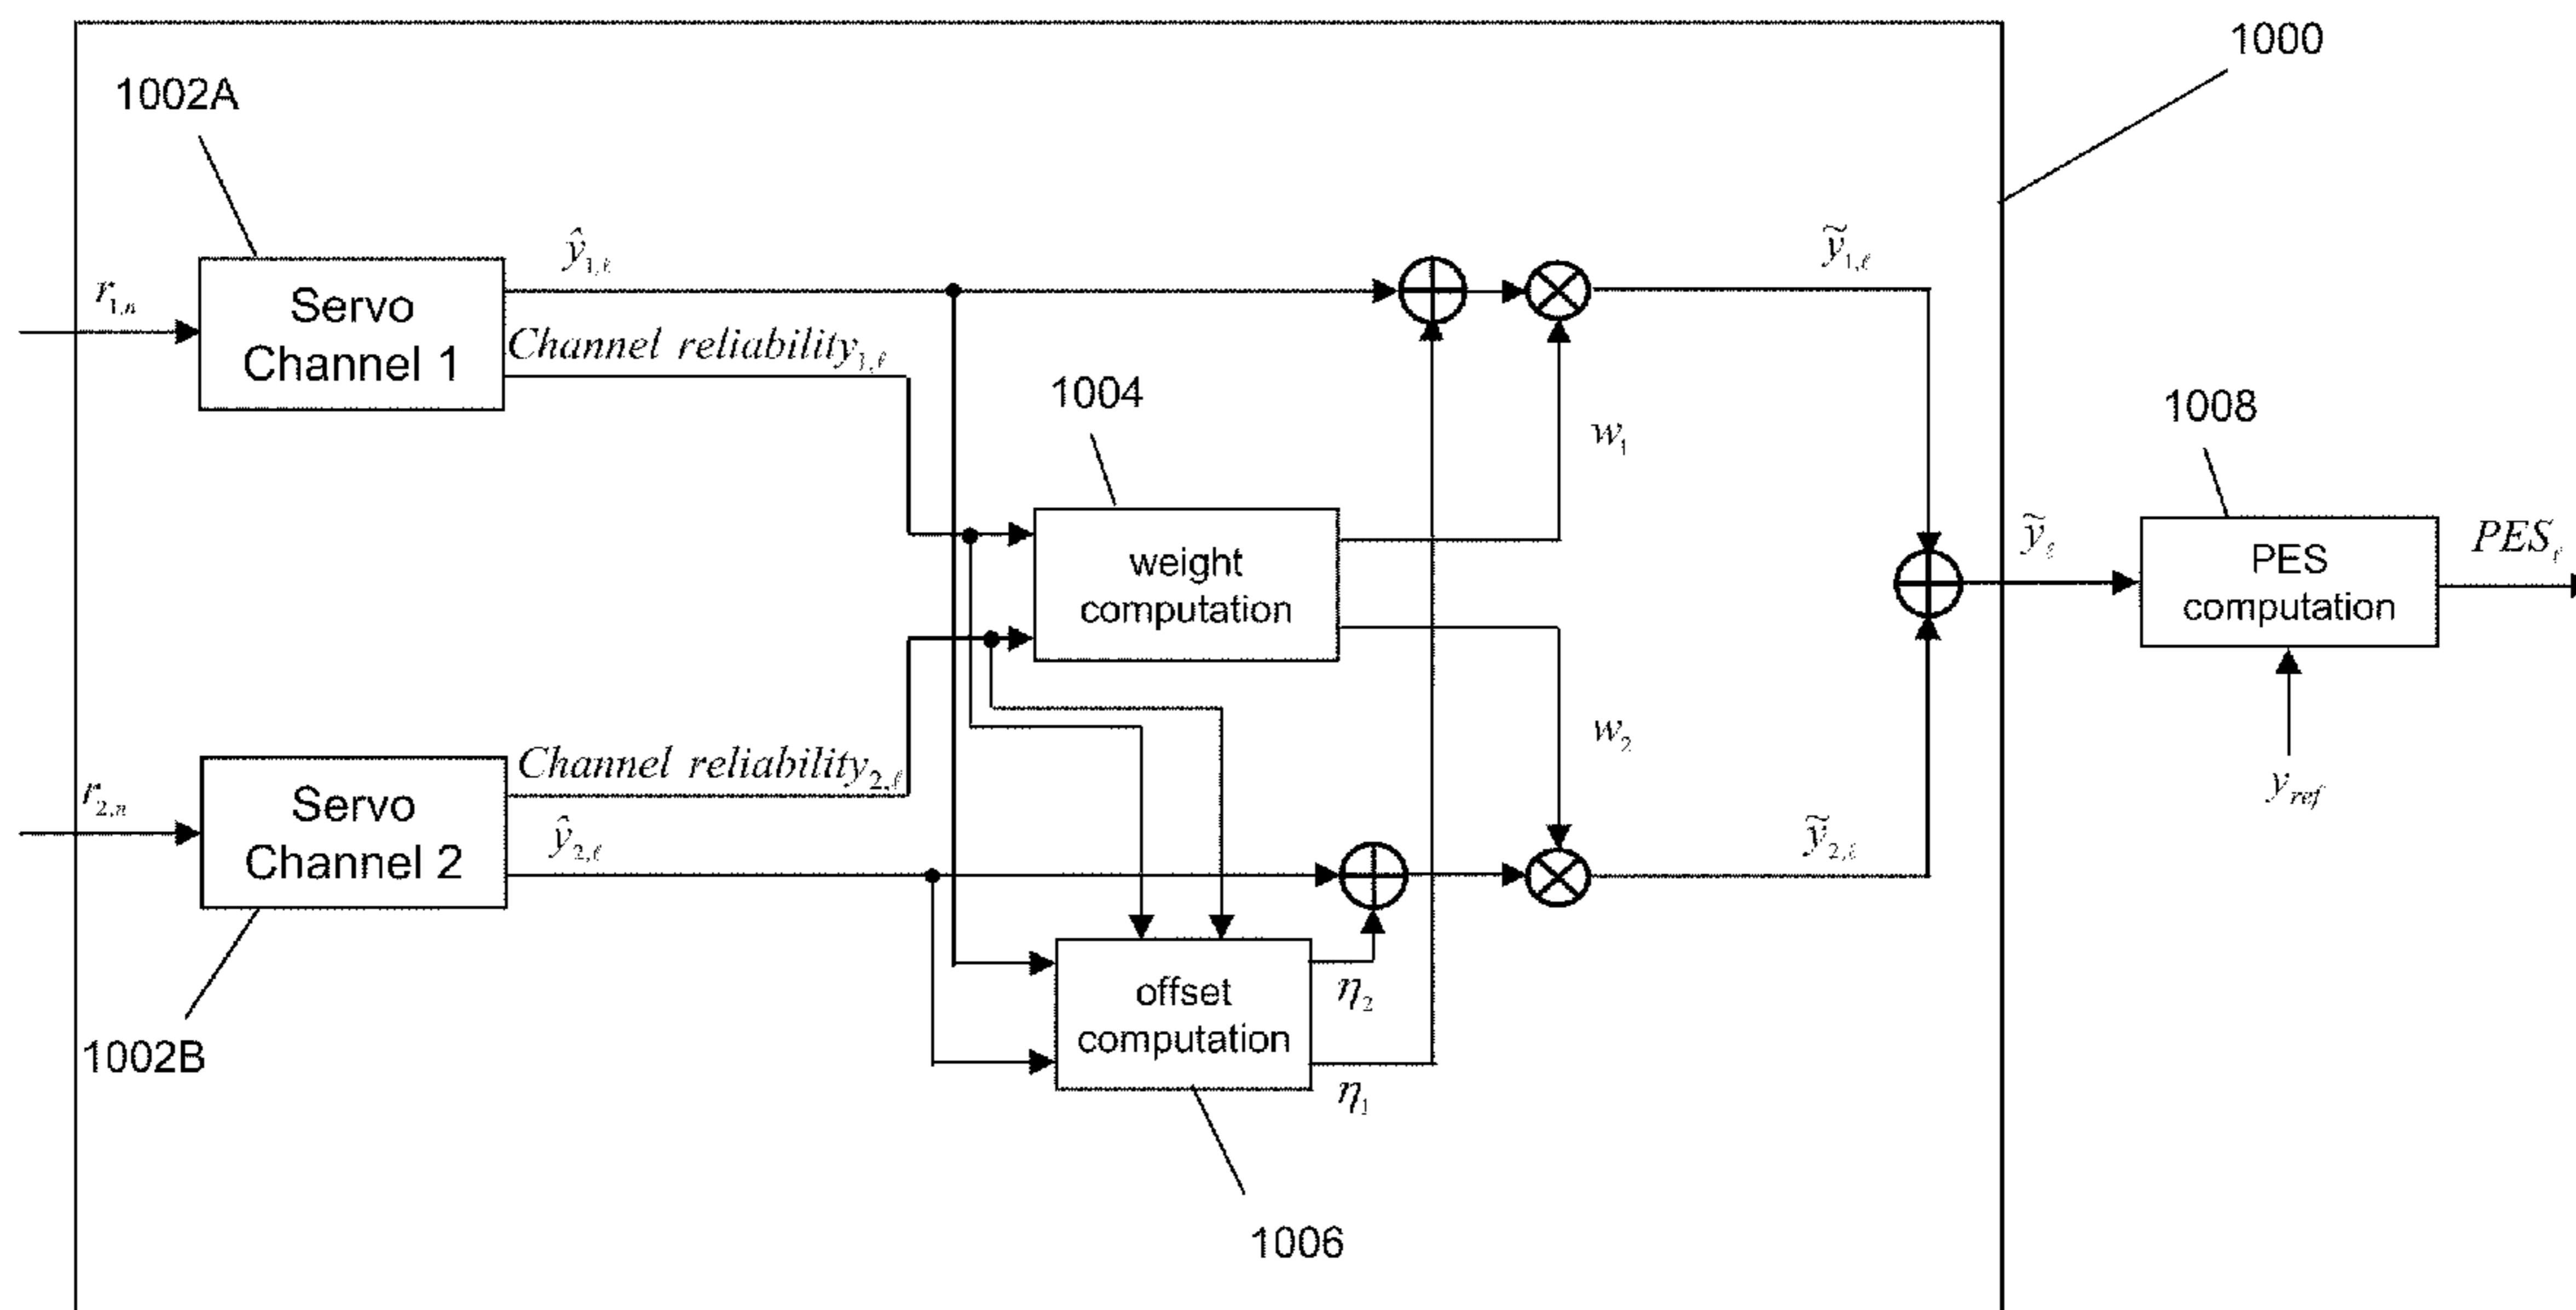 1000
1002A
r₁,ₙ
Servo
Channel 1
ŷ₁,ℓ
Channel reliability₁,ℓ
ỹ₁,ℓ
1004
w₁
weight
computation
1008
ỹℓ
PES
computation
PESℓ
y_ref
w₂
r₂,ₙ
Servo
Channel 2
Channel reliability₂,ℓ
ŷ₂,ℓ
ỹ₂,ℓ
1002B
offset
computation
η₂
η₁
1006